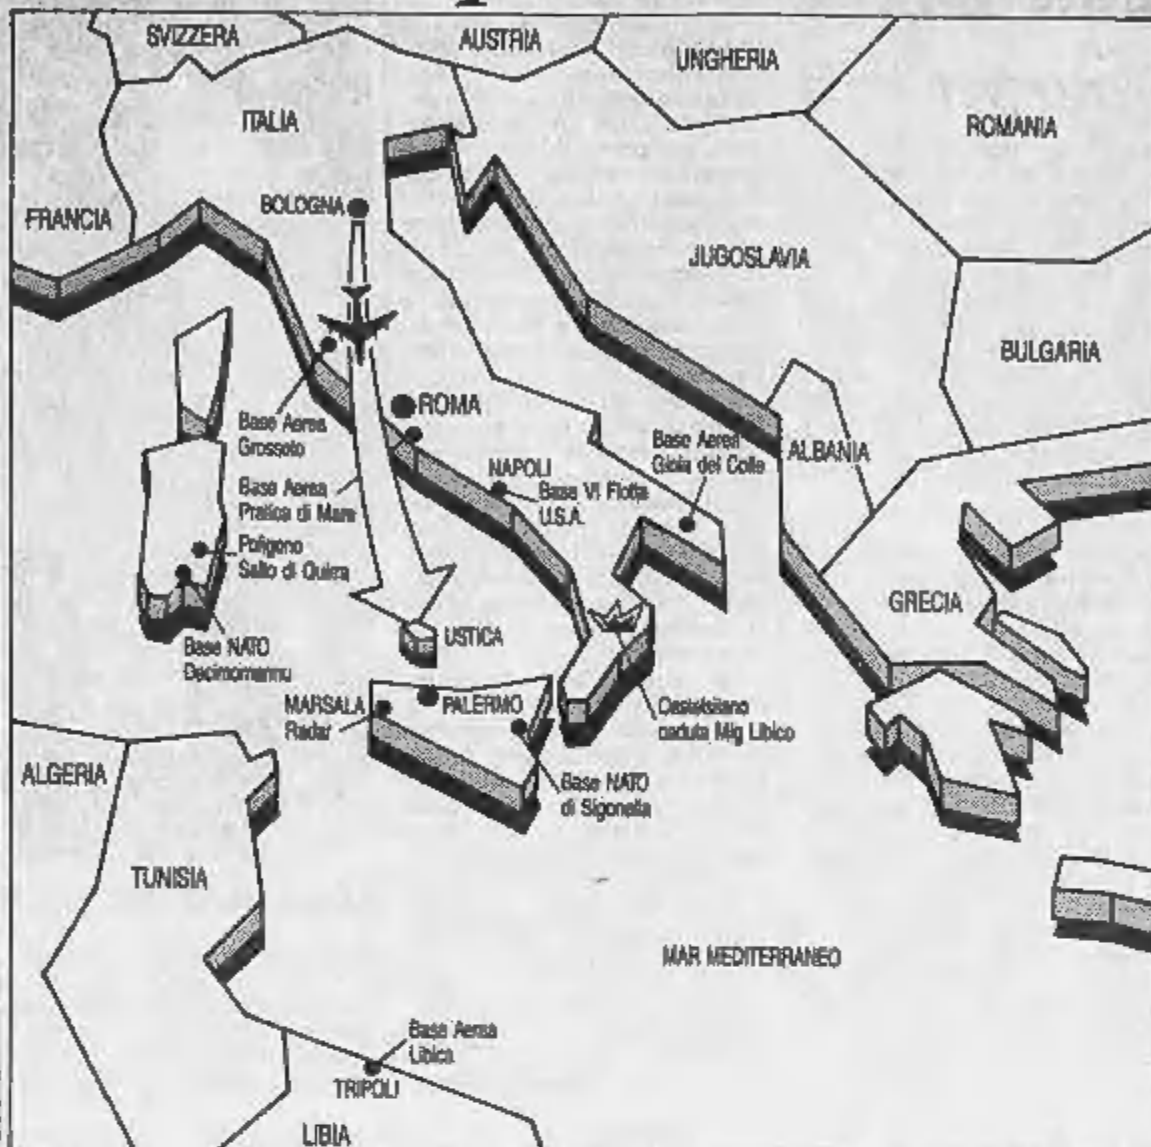 SVIZZERA
AUSTRIA
UNGHERIA
ROMANIA
ITALIA
FRANCIA
BOLOGNA
JUGOSLAVIA
BULGARIA
ROMA
Base Aerea
Grosseto
ALBANIA
Base Aerea
Gioia del Colle
NAPOLI
Base VI Flotta
U.S.A.
Base Aerea
Pratica di Mare
Poligono
Salto di Quirra
GRECIA
USTICA
Base NATO
Decimomannu
MARSALA
Radar
PALERMO
Castelsilano
caduta Mig Libico
Base NATO
di Sigonella
ALGERIA
TUNISIA
MAR MEDITERRANEO
Base Aerea
Libica
TRIPOLI
LIBIA